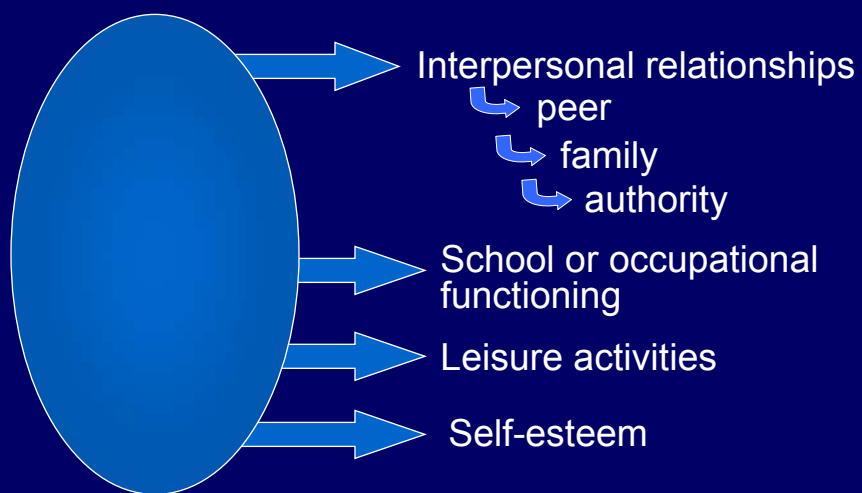 Interpersonal relationships
peer
family
authority
School or occupational
functioning
Leisure activities
Self-esteem